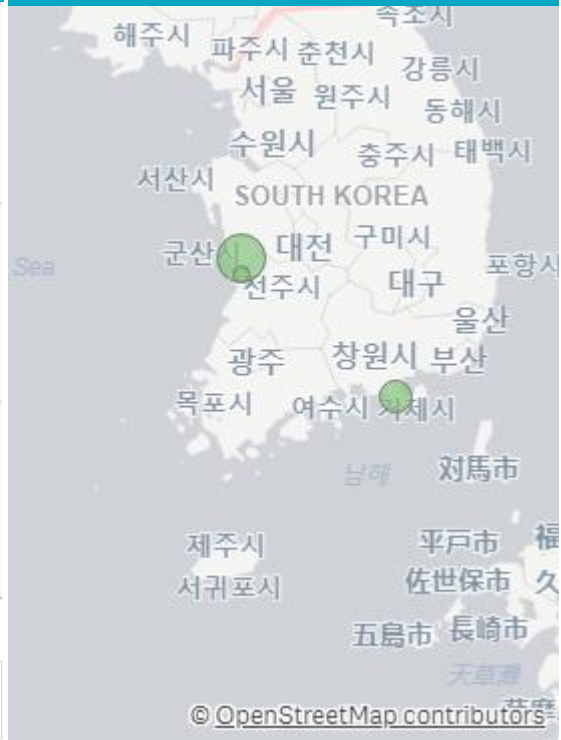 속초시
해주시
파주시 춘천시
강릉시
서울 원주시
동해시
수원시
충주시 태백시
서산시
SOUTH KOREA
군산 대전 구미시
Sea
포항시
전주시 대구
울산
광주 창원시 부산
목포시 여수시 거제시
남해 対馬市
제주시 平戸市 福
서귀포시 佐世保市 久
五島市 長崎市
天草灘
© OpenStreetMap contributors